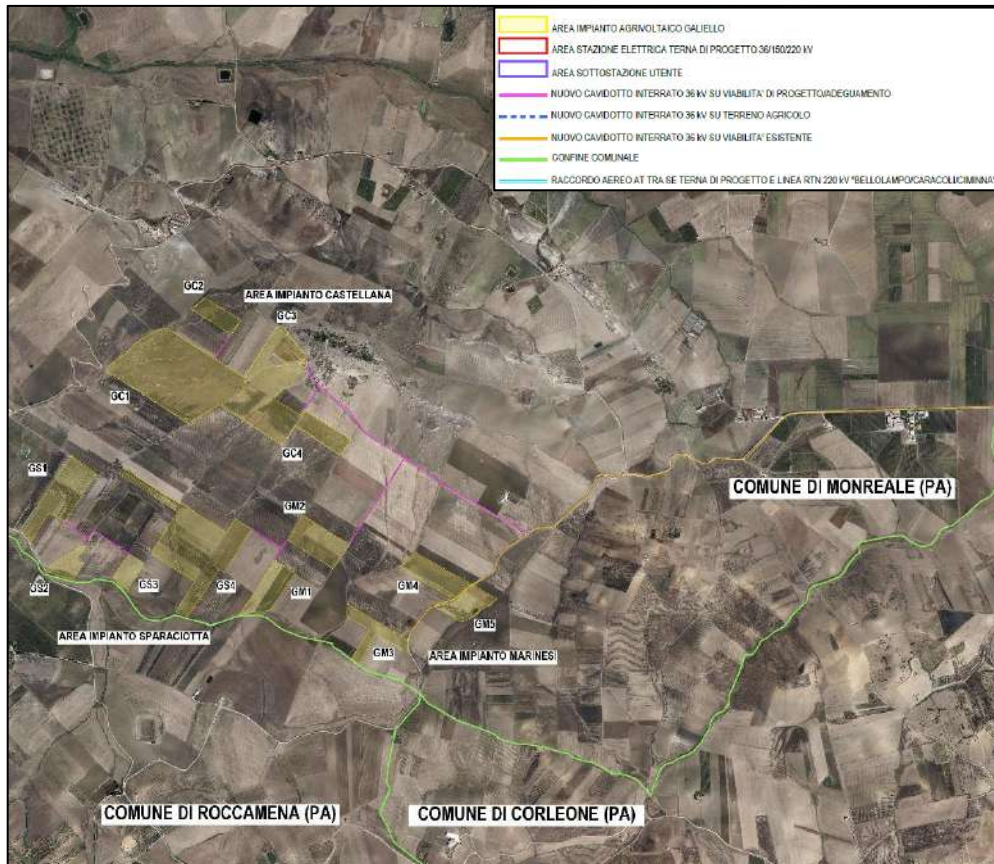 AREA IMPIANTO AGRIVOLTAICO GALIELLO
AREA STAZIONE ELETTRICA TERNA DI PROGETTO 36/150/220 kV
AREA SOTTOSTAZIONE UTENTE
NUOVO CAVIDOTTO INTERRATO 36 kV SU VIABILITA' DI PROGETTO/ADEGUAMENTO
NUOVO CAVIDOTTO INTERRATO 36 kV SU TERRENO AGRICOLO
NUOVO CAVIDOTTO INTERRATO 36 kV SU VIABILITA' ESISTENTE
CONFINE COMUNALE
RACCORDO AEREO AT TRA SE TERNA DI PROGETTO E LINEA RTN 220 kV "BELLOLAMPO/CARACOLI/CIMINNA"
GC2
AREA IMPIANTO CASTELLANA
GC3
GC1
GC4
GS1
COMUNE DI MONREALE (PA)
GM2
GS2
GS3
GS4
GM1
GM4
GM5
AREA IMPIANTO SPARACIOTTA
GM3
AREA IMPIANTO MARINESI
COMUNE DI ROCCAMENA (PA)
COMUNE DI CORLEONE (PA)